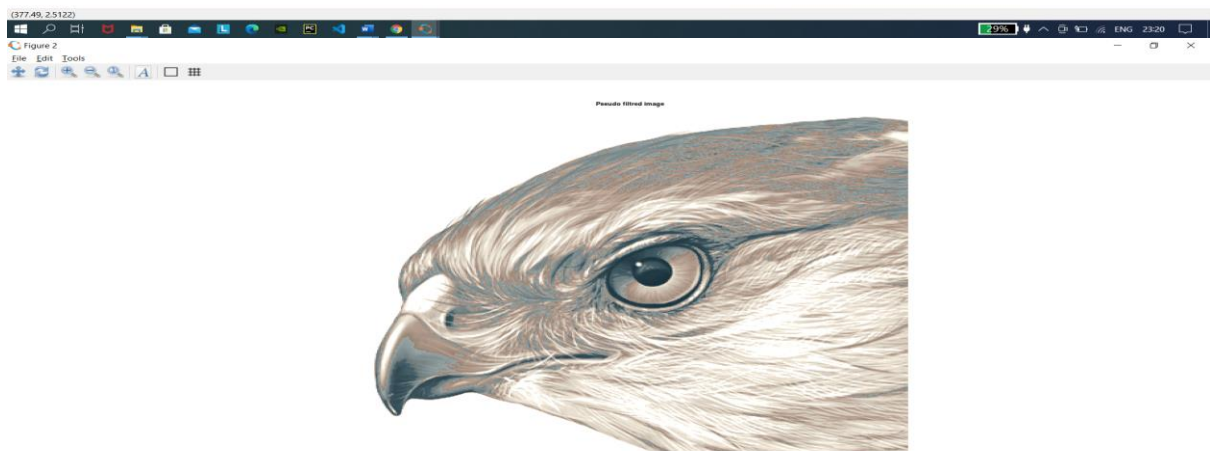 (377.49, 2.5122)
29% ENG 23:20
Figure 2
File Edit Tools
A
Pseudo filtred image